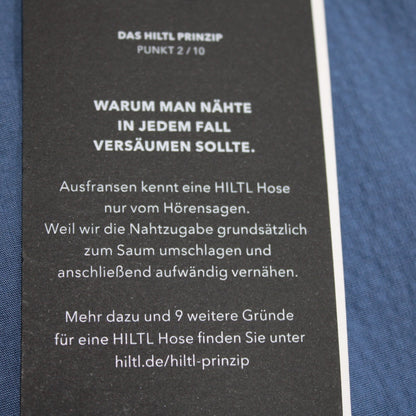 DAS HILTL PRINZIP
PUNKT 2 / 10
WARUM MAN NÄHTE
IN JEDEM FALL
VERSÄUMEN SOLLTE.
Ausfransen kennt eine HILTL Hose
nur vom Hörensagen.
Weil wir die Nahtzugabe grundsätzlich
zum Saum umschlagen und
anschließend aufwändig vernähen.
Mehr dazu und 9 weitere Gründe
für eine HILTL Hose finden Sie unter
hiltl.de/hiltl-prinzip